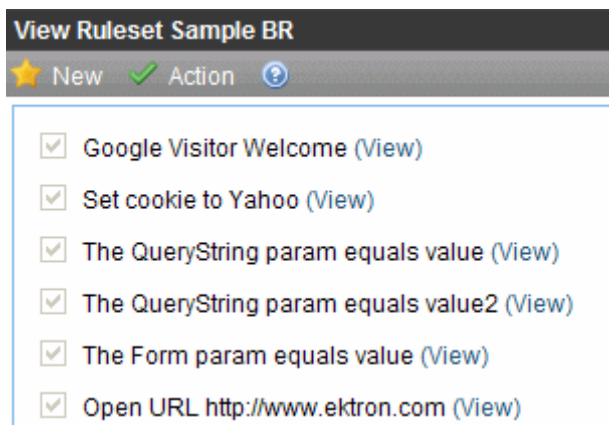 View Ruleset Sample BR
New Action ?
Google Visitor Welcome (View)
Set cookie to Yahoo (View)
The QueryString param equals value (View)
The QueryString param equals value2 (View)
The Form param equals value (View)
Open URL http://www.ektron.com (View)